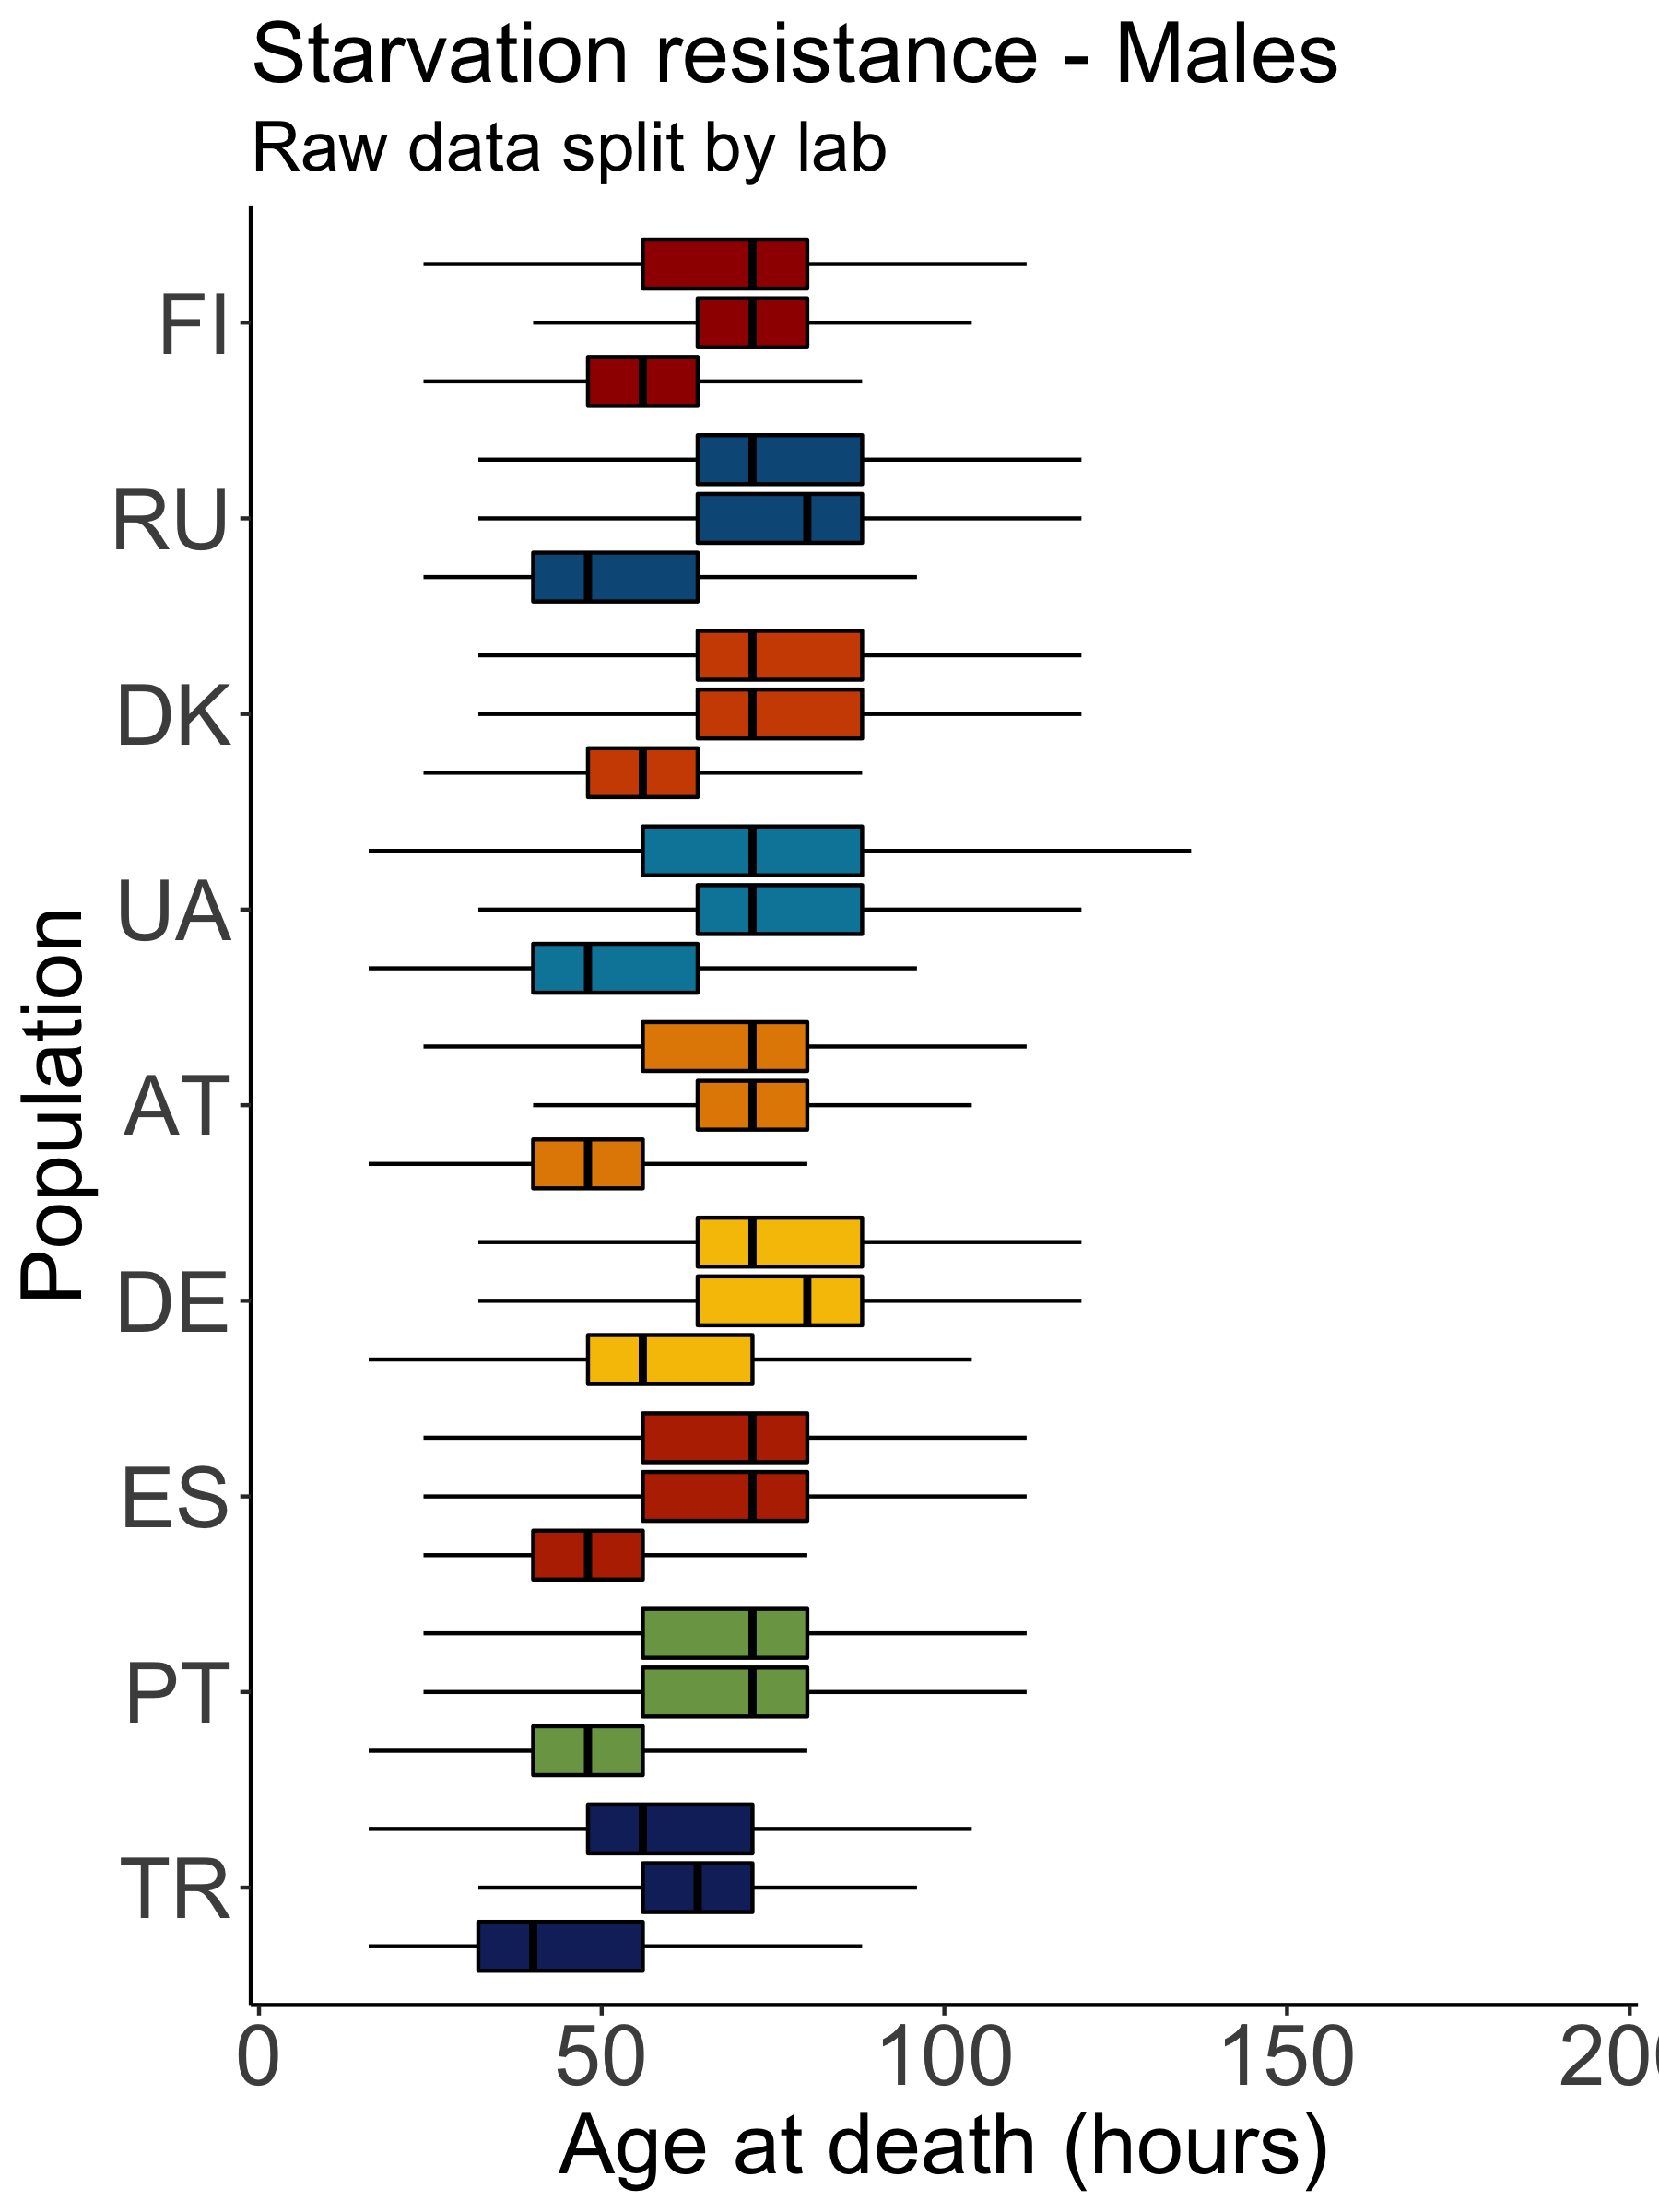 Starvation resistance - Males
Raw data split by lab
Population
FI
RU
DK
UA
AT
DE
ES
PT
TR
0 50 100 150 200
Age at death (hours)